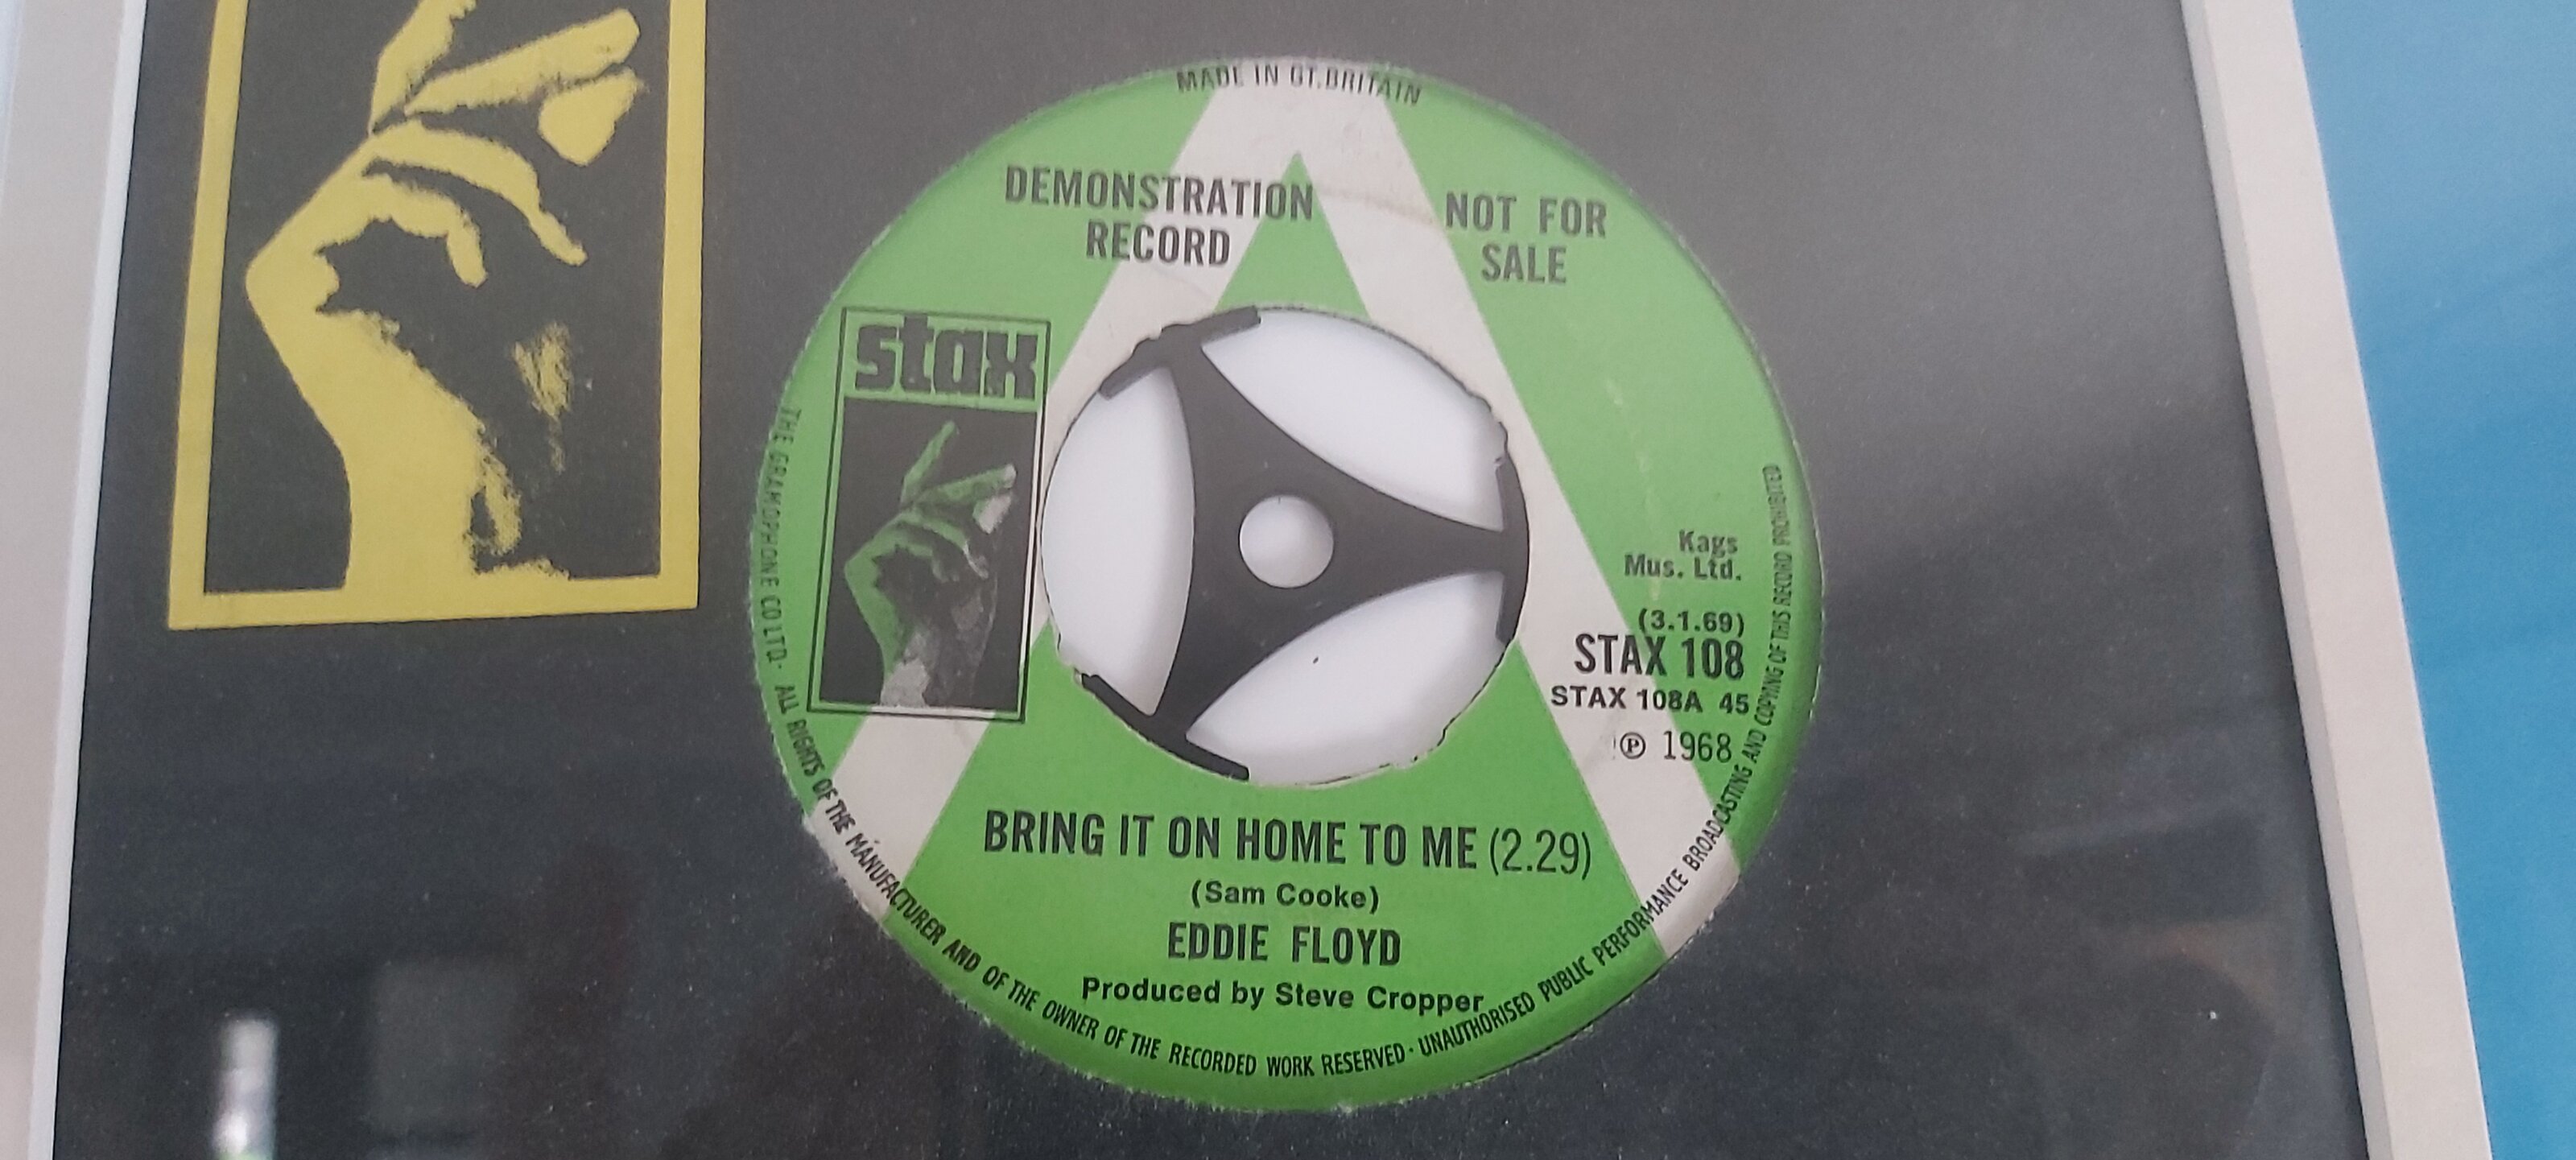 MADE IN GT.BRITAIN
DEMONSTRATION
RECORD
NOT FOR
SALE
stax
Kags
Mus. Ltd.
(3.1.69)
STAX 108
STAX 108A 45
℗ 1968
BRING IT ON HOME TO ME (2.29)
(Sam Cooke)
EDDIE FLOYD
Produced by Steve Cropper
THE GRAMOPHONE CO LTD· ALL RIGHTS OF THE MANUFACTURER AND OF THE OWNER OF THE RECORDED WORK RESERVED· UNAUTHORISED PUBLIC PERFORMANCE BROADCASTING AND COPYING OF THIS RECORD PROHIBITED